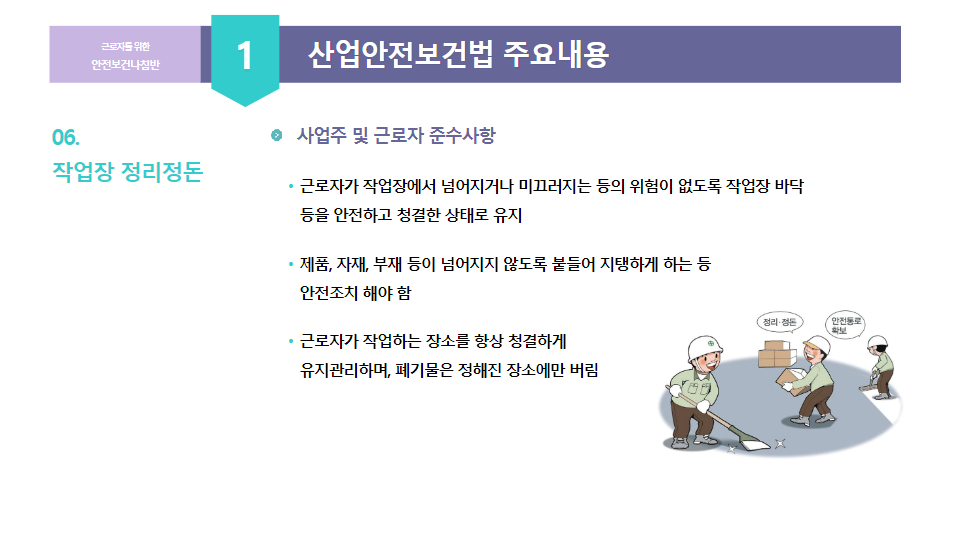 근로자를 위한
안전보건나침반
1
산업안전보건법 주요내용
06.
작업장 정리정돈
사업주 및 근로자 준수사항
• 근로자가 작업장에서 넘어지거나 미끄러지는 등의 위험이 없도록 작업장 바닥
등을 안전하고 청결한 상태로 유지
• 제품, 자재, 부재 등이 넘어지지 않도록 붙들어 지탱하게 하는 등
안전조치 해야 함
• 근로자가 작업하는 장소를 항상 청결하게
유지관리하며, 폐기물은 정해진 장소에만 버림
정리·정돈
안전통로
확보